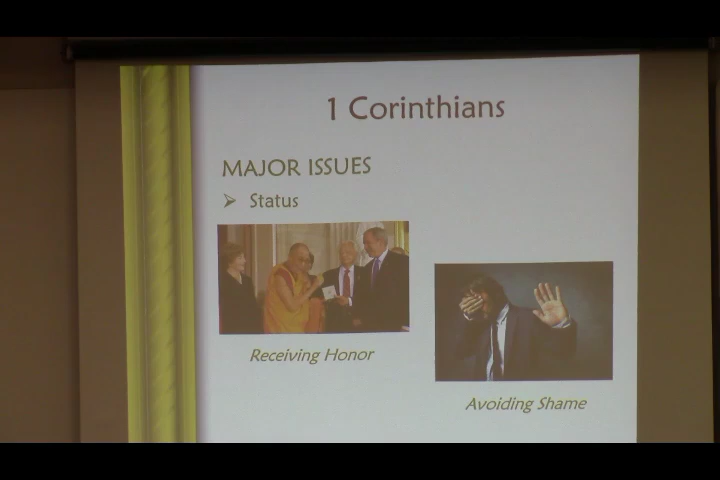 1 Corinthians
MAJOR ISSUES
➢ Status
Receiving Honor
Avoiding Shame